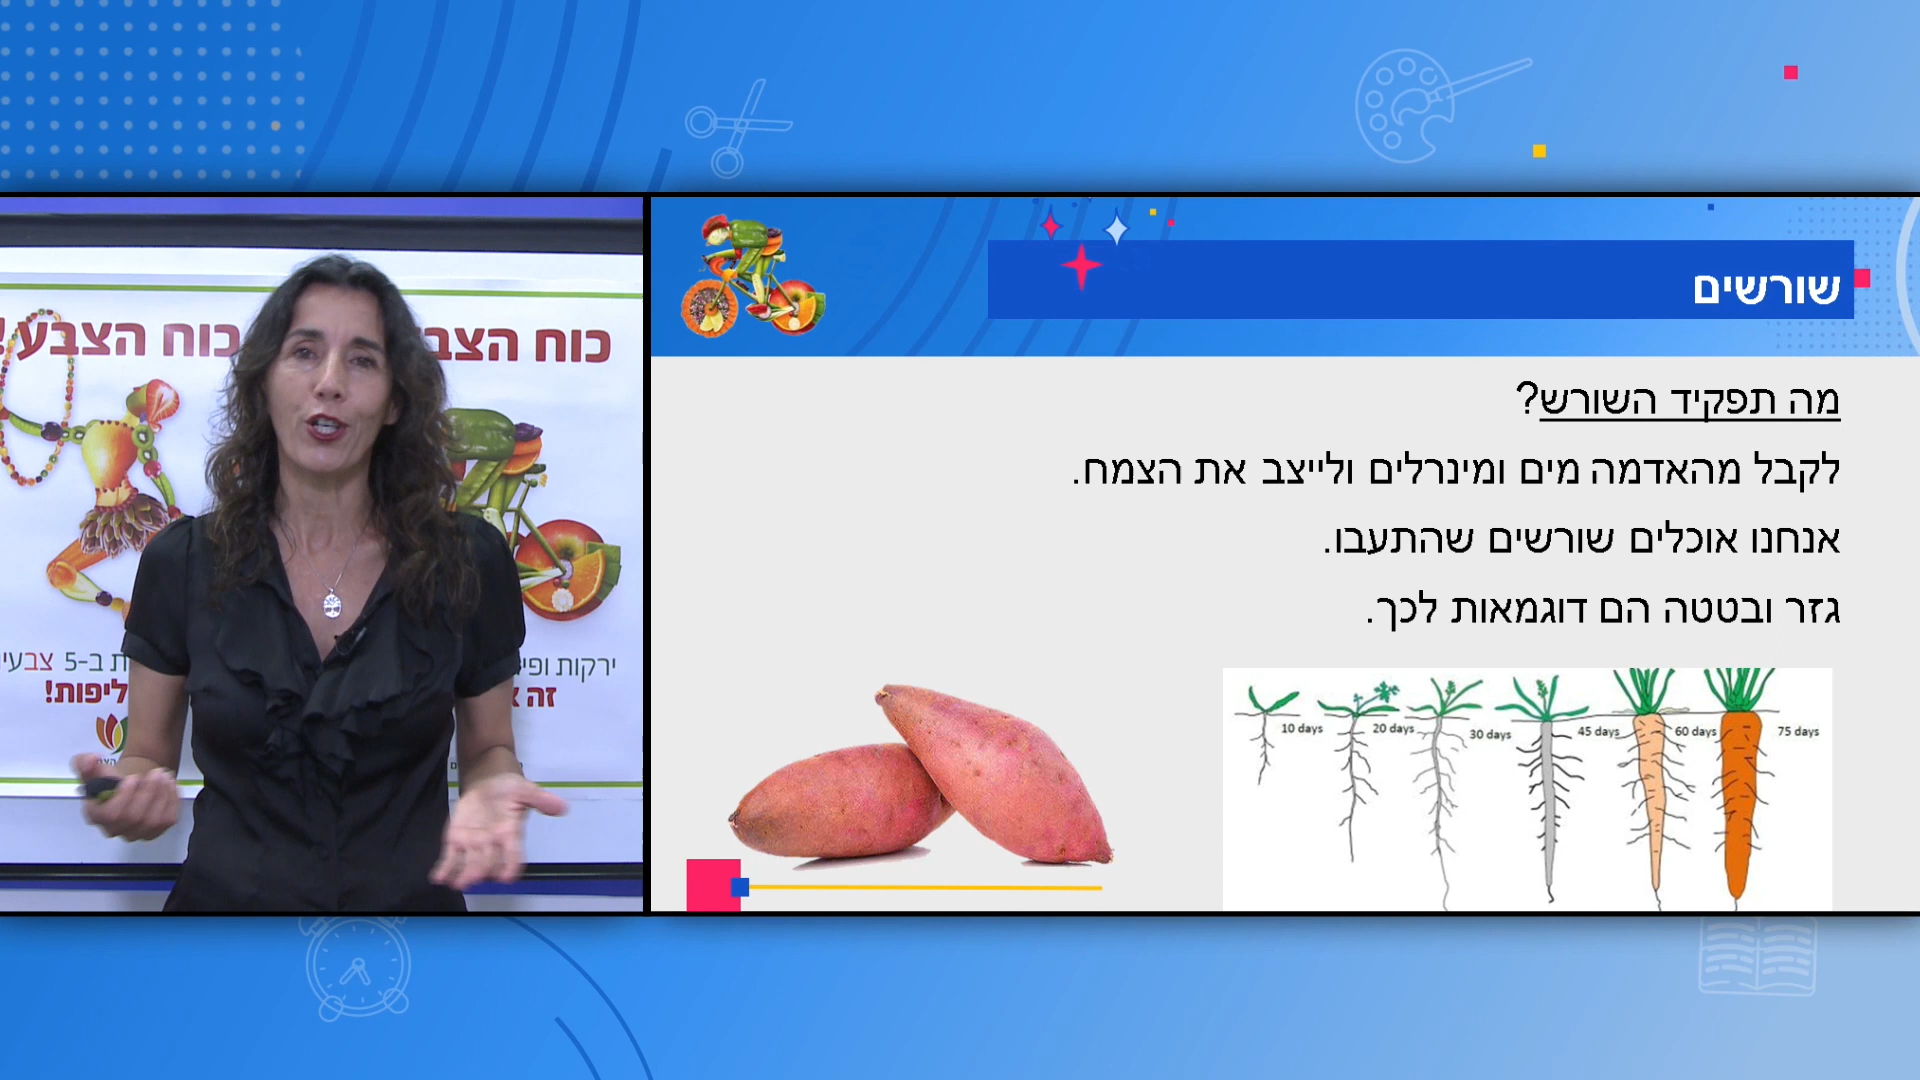 שורשים
מה תפקיד השורש?
לקבל מהאדמה מים ומינרלים ולייצב את הצמח.
אנחנו אוכלים שורשים שהתעבו.
גזר ובטטה הם דוגמאות לכך.
10 days
20 days
30 days
45 days
60 days
75 days
כוח הצבע!
כוח הצב
ירקות ופי
זה
ת ב-5 צבעי
ליפות!